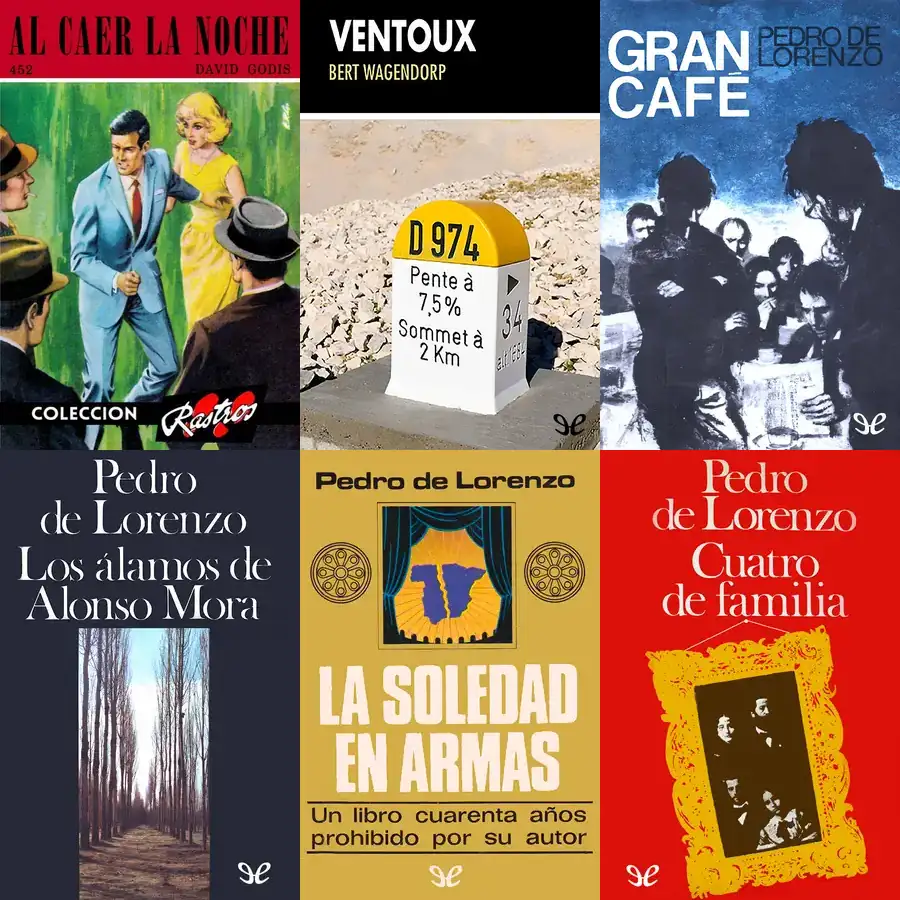 AL CAER LA NOCHE
452
DAVID GODIS
COLECCION
Rastros
VENTOUX
BERT WAGENDORP
D 974
Pente à
7,5%
Sommet à
2 Km
34
GRAN
CAFÉ
PEDRO DE
LORENZO
Pedro
de Lorenzo
Los álamos de
Alonso Mora
Pedro de Lorenzo
LA SOLEDAD
EN ARMAS
Un libro cuarenta años
prohibido por su autor
Pedro
de Lorenzo
Cuatro
de familia